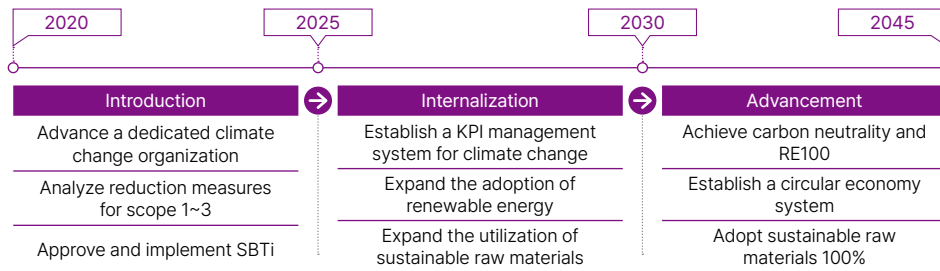 2020
2025
2030
2045
Introduction
Advance a dedicated climate
change organization
Analyze reduction measures
for scope 1~3
Approve and implement SBTi
Internalization
Establish a KPI management
system for climate change
Expand the adoption of
renewable energy
Expand the utilization of
sustainable raw materials
Advancement
Achieve carbon neutrality and
RE100
Establish a circular economy
system
Adopt sustainable raw
materials 100%